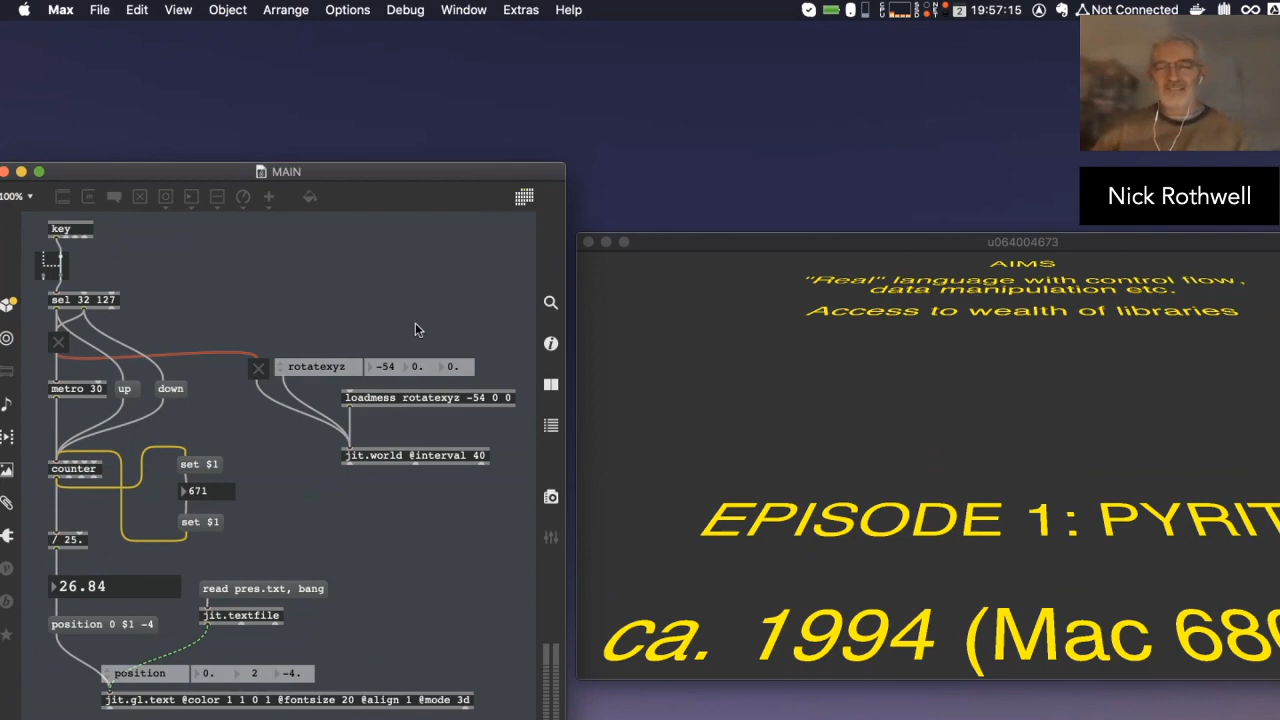 Max File Edit View Object Arrange Options Debug Window Extras Help
2 19:57:15 Not Connected
Nick Rothwell
MAIN
100%
key
sel 32 127
rotatexyz -54 0. 0.
metro 30 up down
loadmess rotatexyz -54 0 0
jit.world @interval 40
counter
set $1
671
set $1
/ 25.
26.84
read pres.txt, bang
jit.textfile
position 0 $1 -4
position 0. 2 -4.
jit.gl.text @color 1 1 0 1 @fontsize 20 @align 1 @mode 3d
u064004673
AIMS
"Real" language with control flow,
data manipulation etc.
Access to wealth of libraries
EPISODE 1: PYRIT
ca. 1994 (Mac 680